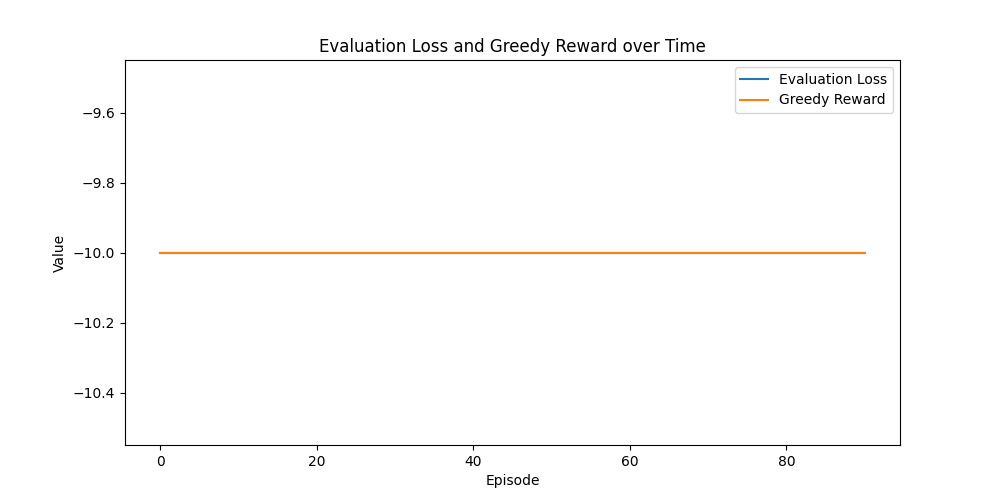 Evaluation Loss and Greedy Reward over Time
Evaluation Loss
Greedy Reward
Value
−9.6
−9.8
−10.0
−10.2
−10.4
0 20 40 60 80
Episode